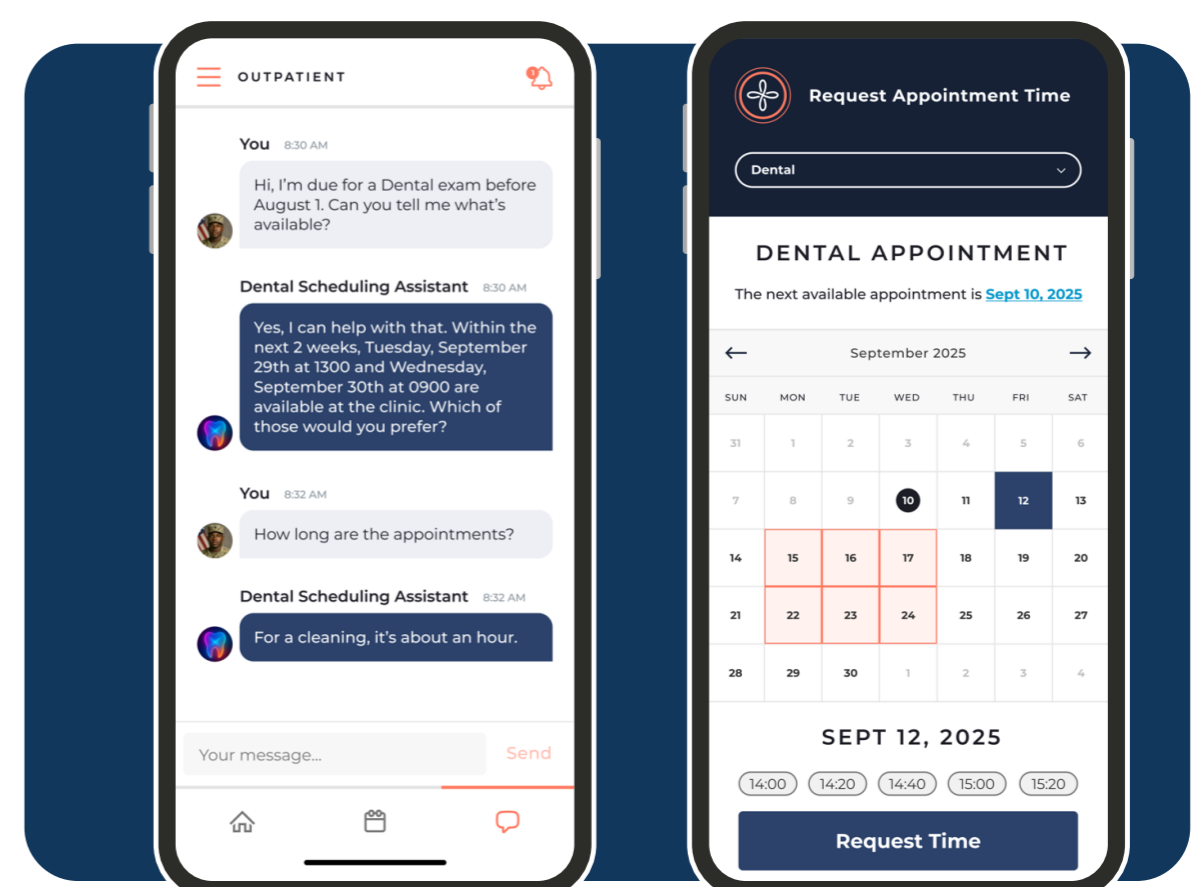 OUTPATIENT
1
You 8:30 AM
Hi, I'm due for a Dental exam before
August 1. Can you tell me what's
available?
Dental Scheduling Assistant 8:30 AM
Yes, I can help with that. Within the
next 2 weeks, Tuesday, September
29th at 1300 and Wednesday,
September 30th at 0900 are
available at the clinic. Which of
those would you prefer?
You 8:32 AM
How long are the appointments?
Dental Scheduling Assistant 8:32 AM
For a cleaning, it's about an hour.
Your message... Send
Request Appointment Time
Dental
DENTAL APPOINTMENT
The next available appointment is Sept 10, 2025
September 2025
SUN MON TUE WED THU FRI SAT
31 1 2 3 4 5 6
7 8 9 10 11 12 13
14 15 16 17 18 19 20
21 22 23 24 25 26 27
28 29 30 1 2 3 4
SEPT 12, 2025
14:00 14:20 14:40 15:00 15:20
Request Time